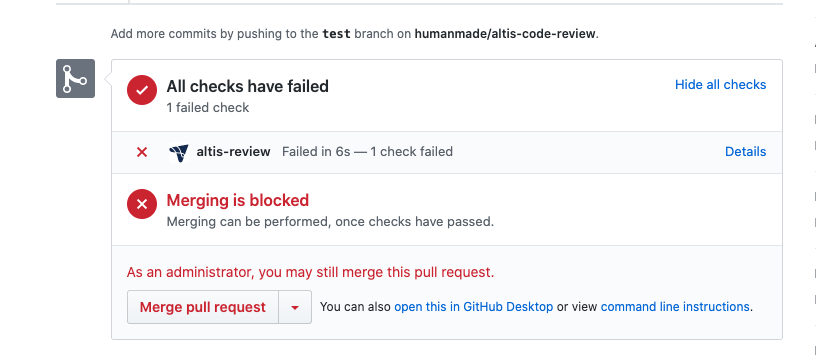 Add more commits by pushing to the test branch on humanmade/altis-code-review.
All checks have failed
Hide all checks
1 failed check
altis-review Failed in 6s — 1 check failed
Details
Merging is blocked
Merging can be performed, once checks have passed.
As an administrator, you may still merge this pull request.
Merge pull request
You can also open this in GitHub Desktop or view command line instructions.